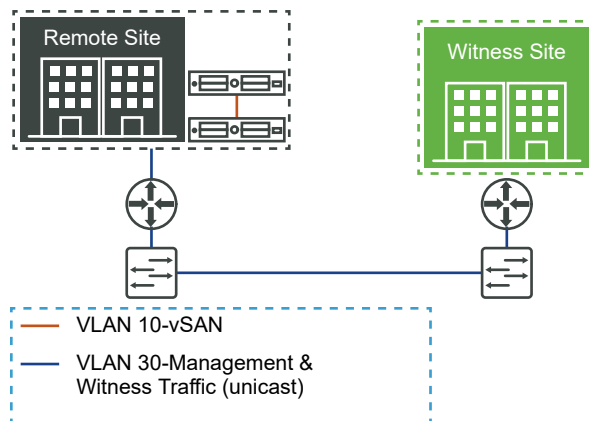 Remote Site
Witness Site
VLAN 10-vSAN
VLAN 30-Management &
Witness Traffic (unicast)